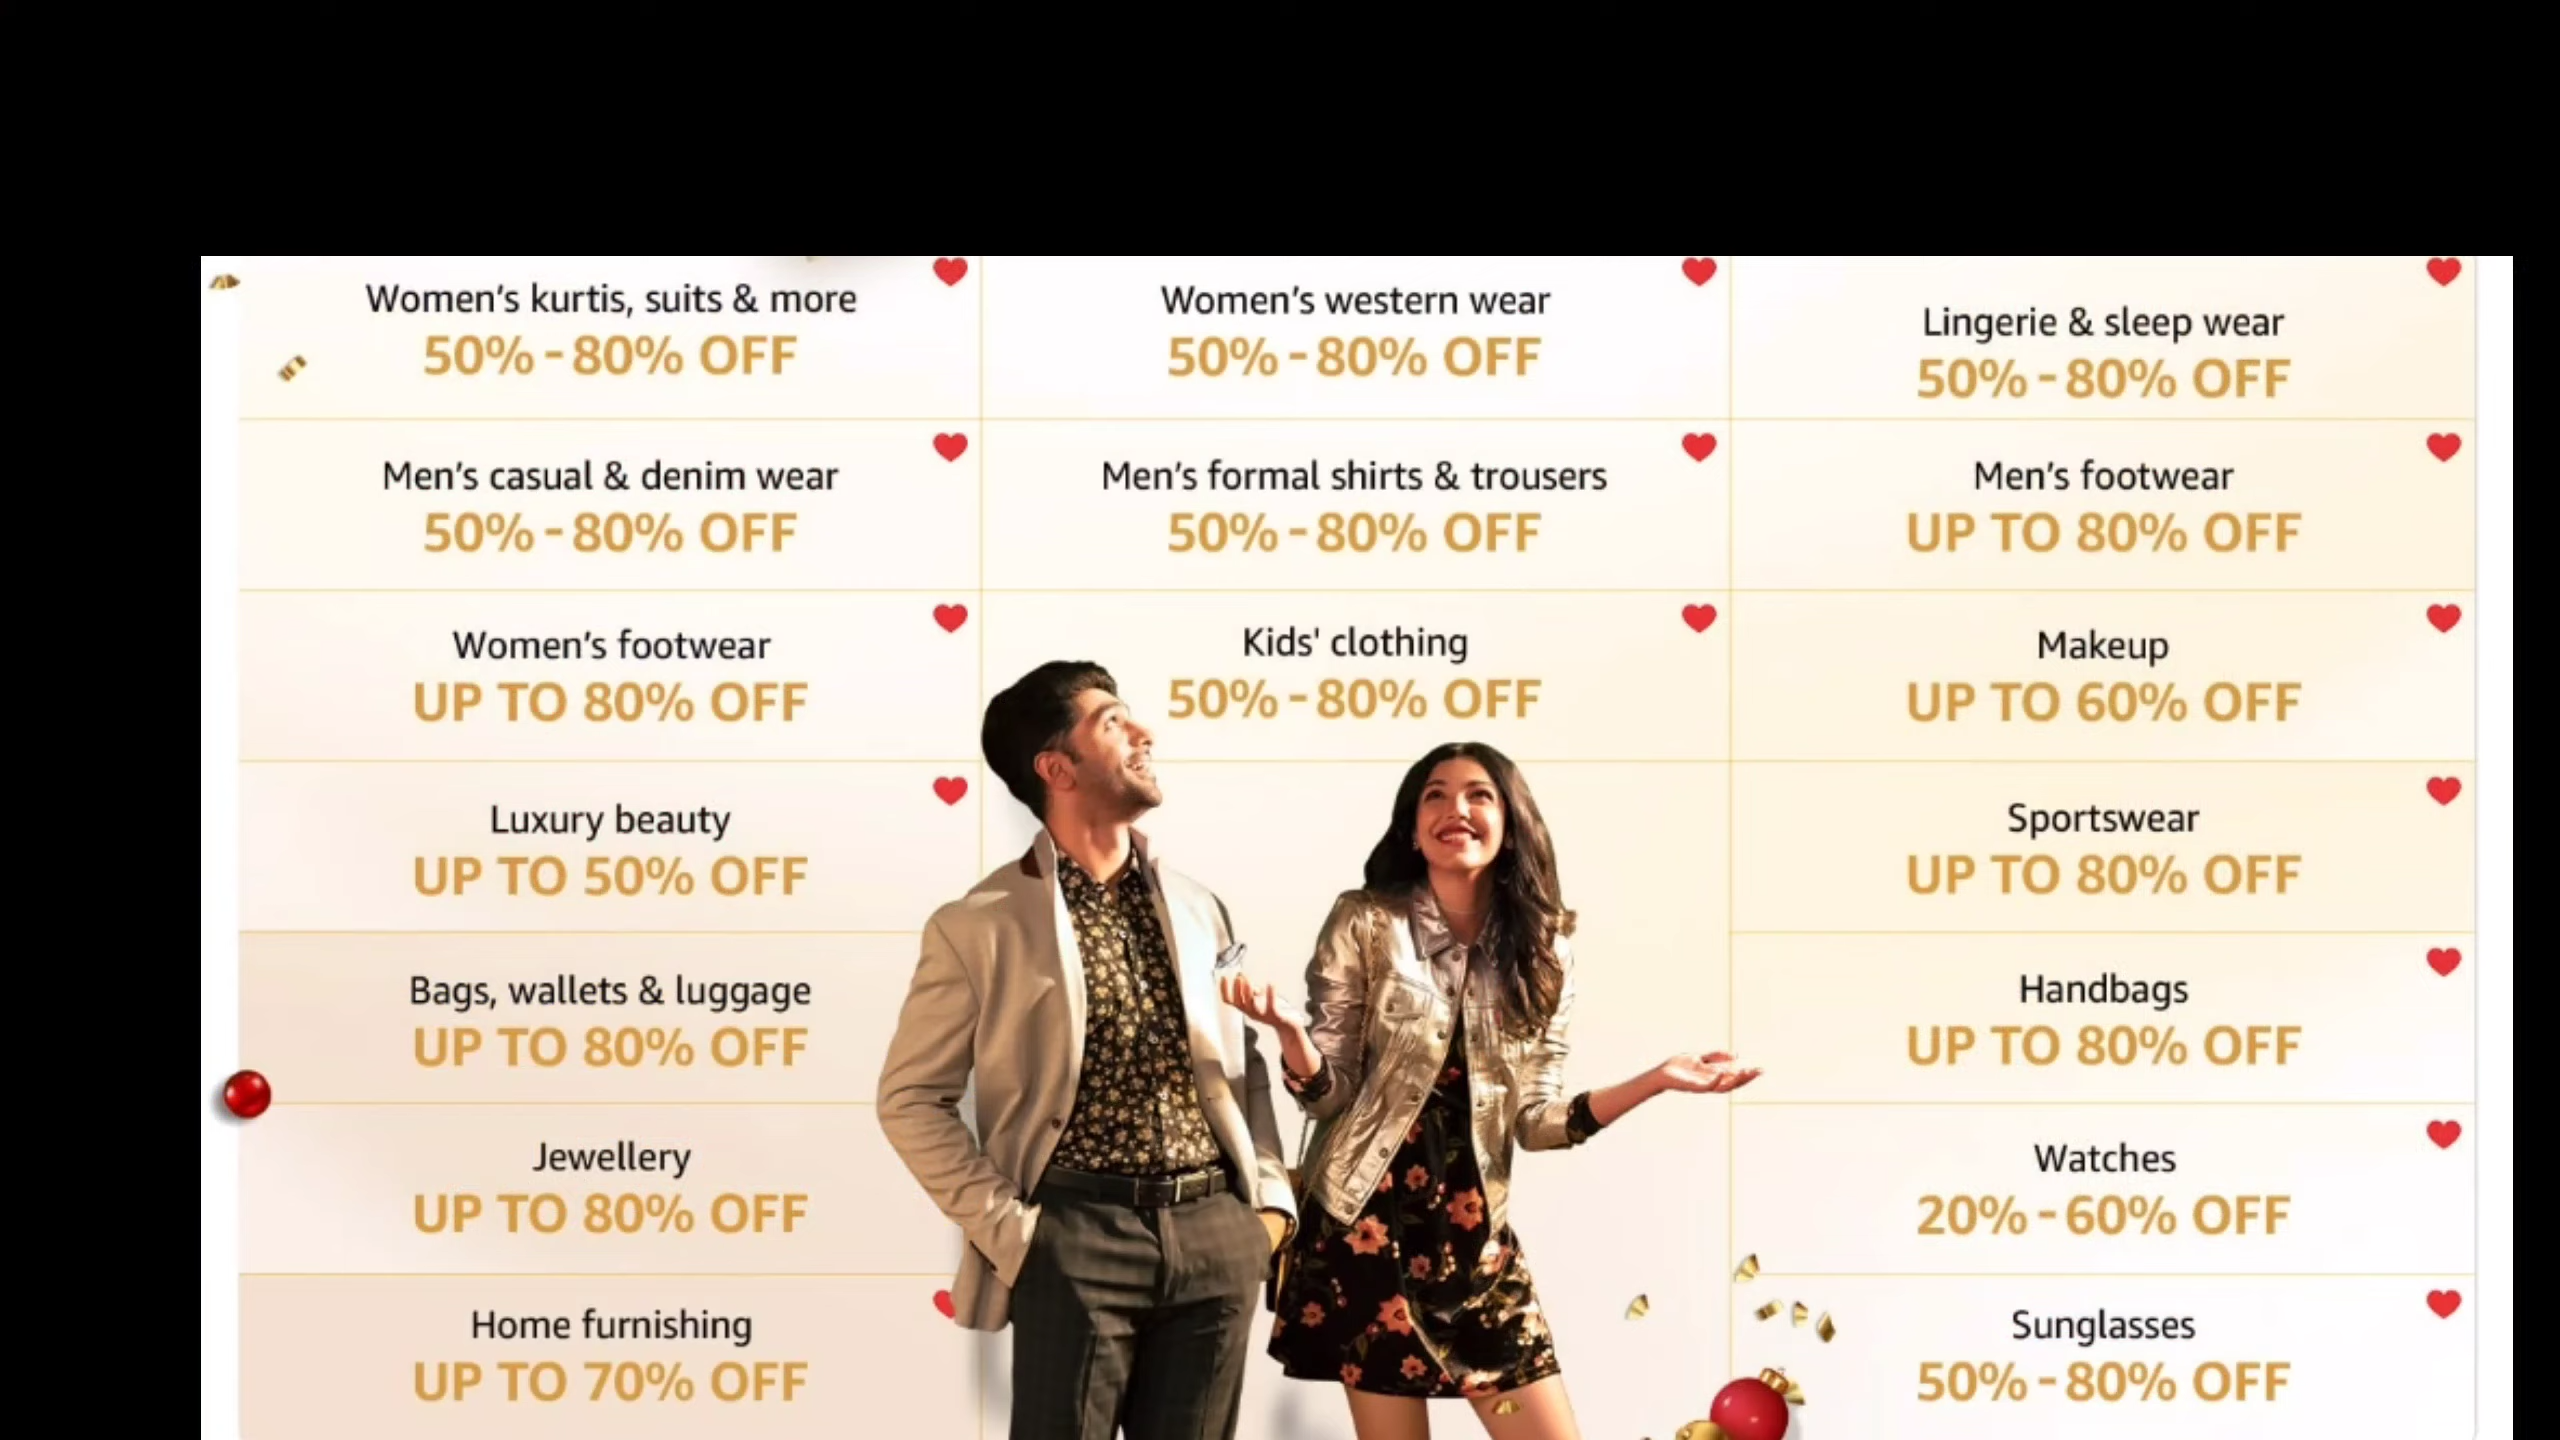 Women's kurtis, suits & more
50% - 80% OFF
Women's western wear
50% - 80% OFF
Lingerie & sleep wear
50% - 80% OFF
Men's casual & denim wear
50% - 80% OFF
Men's formal shirts & trousers
50% - 80% OFF
Men's footwear
UP TO 80% OFF
Women's footwear
UP TO 80% OFF
Kids' clothing
50% - 80% OFF
Makeup
UP TO 60% OFF
Luxury beauty
UP TO 50% OFF
Sportswear
UP TO 80% OFF
Bags, wallets & luggage
UP TO 80% OFF
Handbags
UP TO 80% OFF
Jewellery
UP TO 80% OFF
Watches
20% - 60% OFF
Home furnishing
UP TO 70% OFF
Sunglasses
50% - 80% OFF